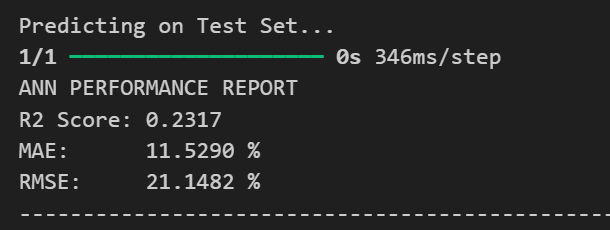 Predicting on Test Set...
1/1 ━━━━━━━━━━━━━━━━━━━━ 0s 346ms/step
ANN PERFORMANCE REPORT
R2 Score: 0.2317
MAE:      11.5290 %
RMSE:     21.1482 %
--------------------------------------------------